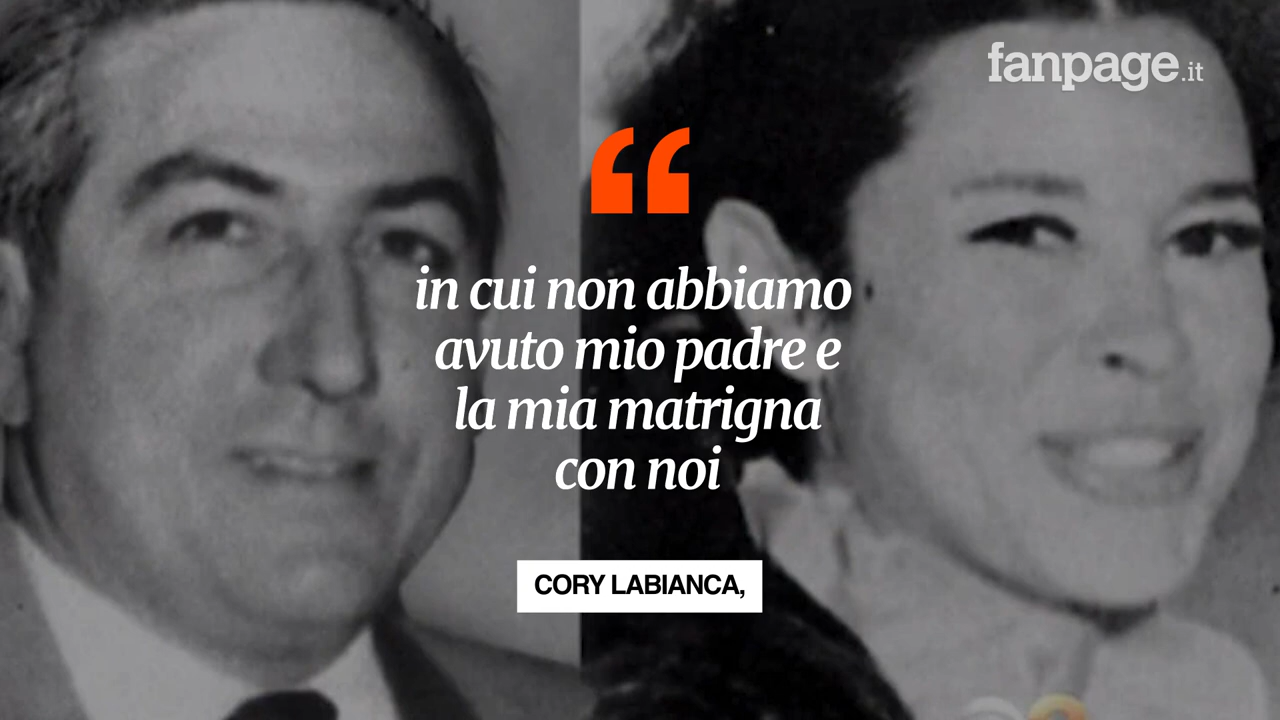 fanpage.it
“
in cui non abbiamo
avuto mio padre e
la mia matrigna
con noi
CORY LABIANCA,